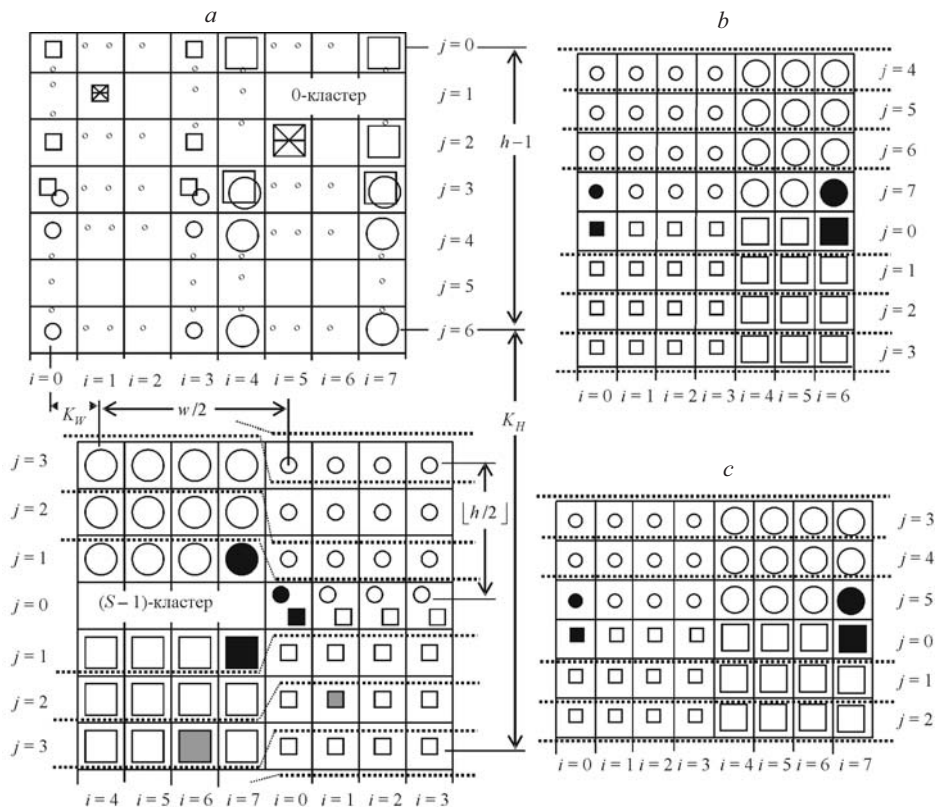 a
j = 0
0-кластер
j = 1
h – 1
j = 2
j = 3
j = 4
j = 5
j = 6
i = 0 i = 1 i = 2 i = 3 i = 4 i = 5 i = 6 i = 7
b
j = 4
j = 5
j = 6
j = 7
j = 0
j = 1
j = 2
j = 3
i = 0 i = 1 i = 2 i = 3 i = 4 i = 5 i = 6
K_W
w/2
K_H
j = 3
j = 2
⌊h/2⌋
j = 1
(S – 1)-кластер
j = 0
j = 1
j = 2
j = 3
i = 4 i = 5 i = 6 i = 7 i = 0 i = 1 i = 2 i = 3
c
j = 3
j = 4
j = 5
j = 0
j = 1
j = 2
i = 0 i = 1 i = 2 i = 3 i = 4 i = 5 i = 6 i = 7